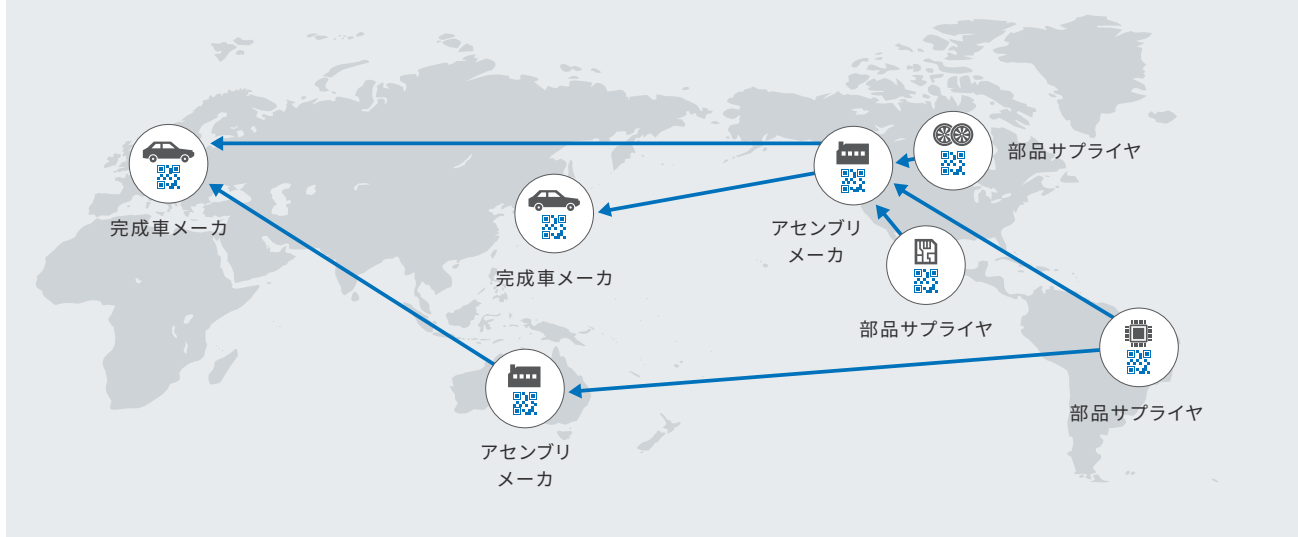 部品サプライヤ
完成車メーカ
アセンブリ
メーカ
完成車メーカ
部品サプライヤ
部品サプライヤ
アセンブリ
メーカ